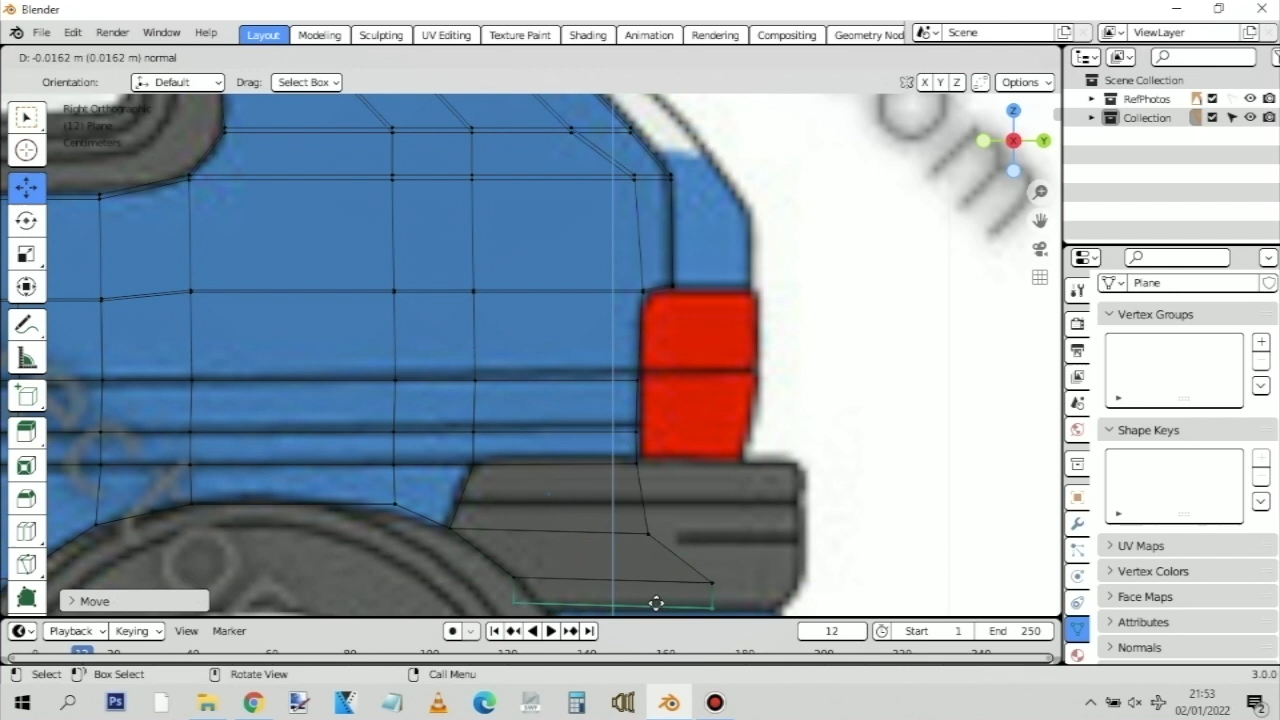 Blender
File Edit Render Window Help Layout Modeling Sculpting UV Editing Texture Paint Shading Animation Rendering Compositing Geometry Nod Scene ViewLayer
D: -0.0162 m (0.0162 m) normal
Orientation: Default Drag: Select Box X Y Z Options
Scene Collection
RefPhotos
Collection
Right Orthographic
(12) Plane
Centimeters
Z
X
Y
Plane
Vertex Groups
Shape Keys
UV Maps
Vertex Colors
Face Maps
Attributes
Normals
Move
Playback Keying View Marker 12 Start 1 End 250
Select Box Select Rotate View Call Menu 3.0.0
21:53
02/01/2022